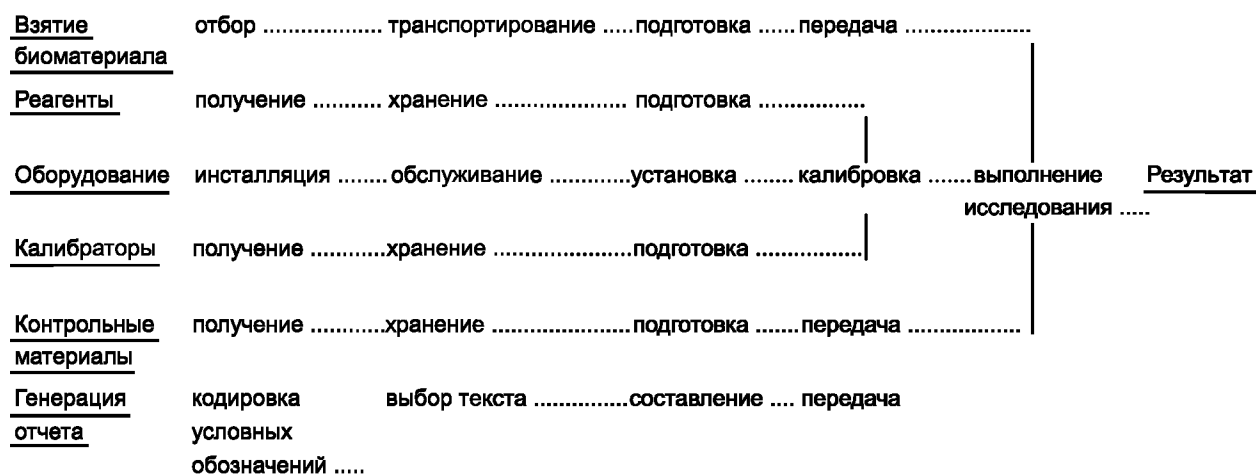 Взятие отбор ................... транспортирование ..... подготовка ...... передача ....................
биоматериала
Реагенты получение ........... хранение ..................... подготовка .................
Оборудование инсталляция ........ обслуживание .............установка ........ калибровка .......выполнение Результат
исследования .....
Калибраторы получение ............хранение ......................подготовка .................
Контрольные получение ............хранение ......................подготовка .......передача ..................
материалы
Генерация кодировка выбор текста ...............составление .... передача
отчета условных
обозначений .....